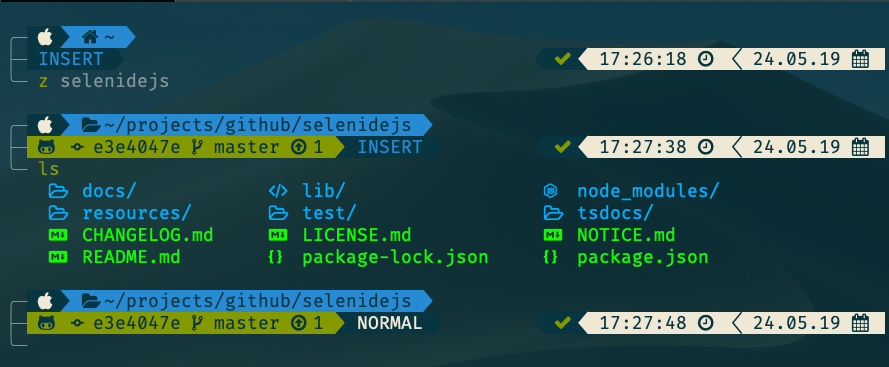 ~
INSERT 17:26:18 24.05.19
z selenidejs
~/projects/github/selenidejs
e3e4047e master 1 INSERT 17:27:38 24.05.19
ls
docs/ lib/ node_modules/
resources/ test/ tsdocs/
CHANGELOG.md LICENSE.md NOTICE.md
README.md {} package-lock.json {} package.json
~/projects/github/selenidejs
e3e4047e master 1 NORMAL 17:27:48 24.05.19